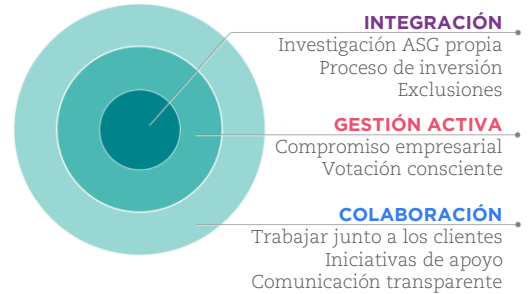 INTEGRACIÓN
Investigación ASG propia
Proceso de inversión
Exclusiones
GESTIÓN ACTIVA
Compromiso empresarial
Votación consciente
COLABORACIÓN
Trabajar junto a los clientes
Iniciativas de apoyo
Comunicación transparente